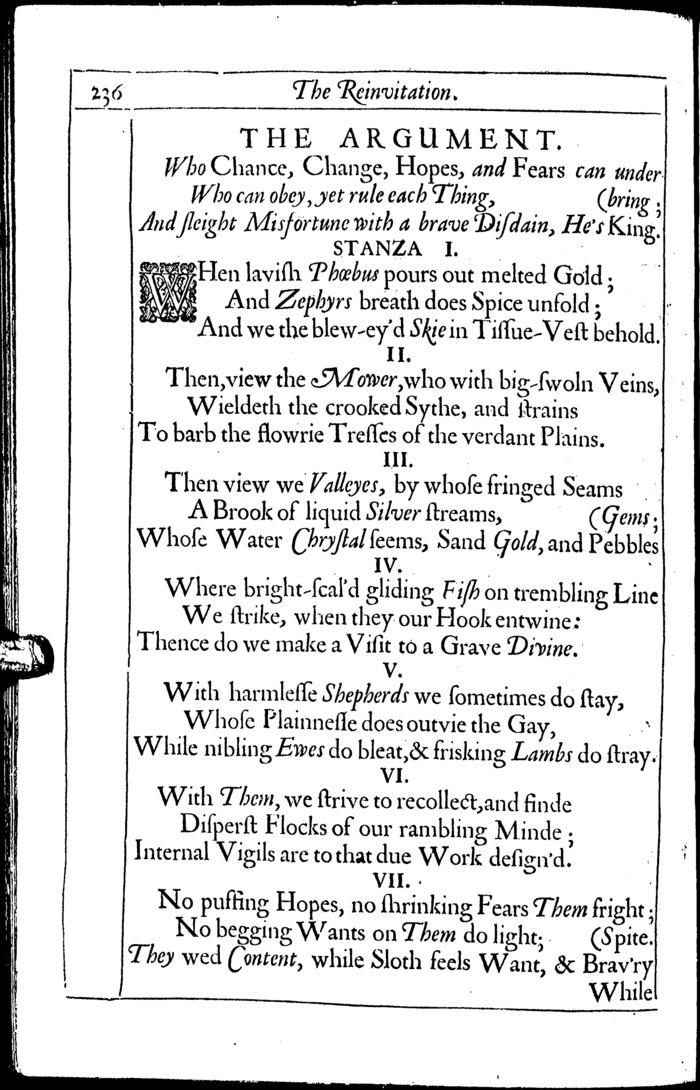 236 The Reinvitation.
THE ARGUMENT.
Who Chance, Change, Hopes, and Fears can under
Who can obey, yet rule each Thing, (bring;
And ſleight Misfortune with a brave Diſdain, He's King.
STANZA I.
WHen laviſh Phœbus pours out melted Gold;
And Zephyrs breath does Spice unfold;
And we the blew-ey'd Skie in Tiſſue-Veſt behold.
II.
Then, view the Mower, who with big-ſwoln Veins,
Wieldeth the crooked Sythe, and ſtrains
To barb the flowrie Treſſes of the verdant Plains.
III.
Then view we Valleyes, by whoſe fringed Seams
A Brook of liquid Silver ſtreams, (Gems;
Whoſe Water Chryſtal ſeems, Sand Gold, and Pebbles
IV.
Where bright-ſcal'd gliding Fiſh on trembling Line
We ſtrike, when they our Hook entwine:
Thence do we make a Viſit to a Grave Divine.
V.
With harmleſſe Shepherds we ſometimes do ſtay,
Whoſe Plainneſſe does outvie the Gay,
While nibling Ewes do bleat, & frisking Lambs do ſtray.
VI.
With Them, we ſtrive to recollect, and finde
Diſperſt Flocks of our rambling Minde;
Internal Vigils are to that due Work deſign'd.
VII.
No puffing Hopes, no ſhrinking Fears Them fright;
No begging Wants on Them do light; (Spite.
They wed Content, while Sloth feels Want, & Brav'ry
While